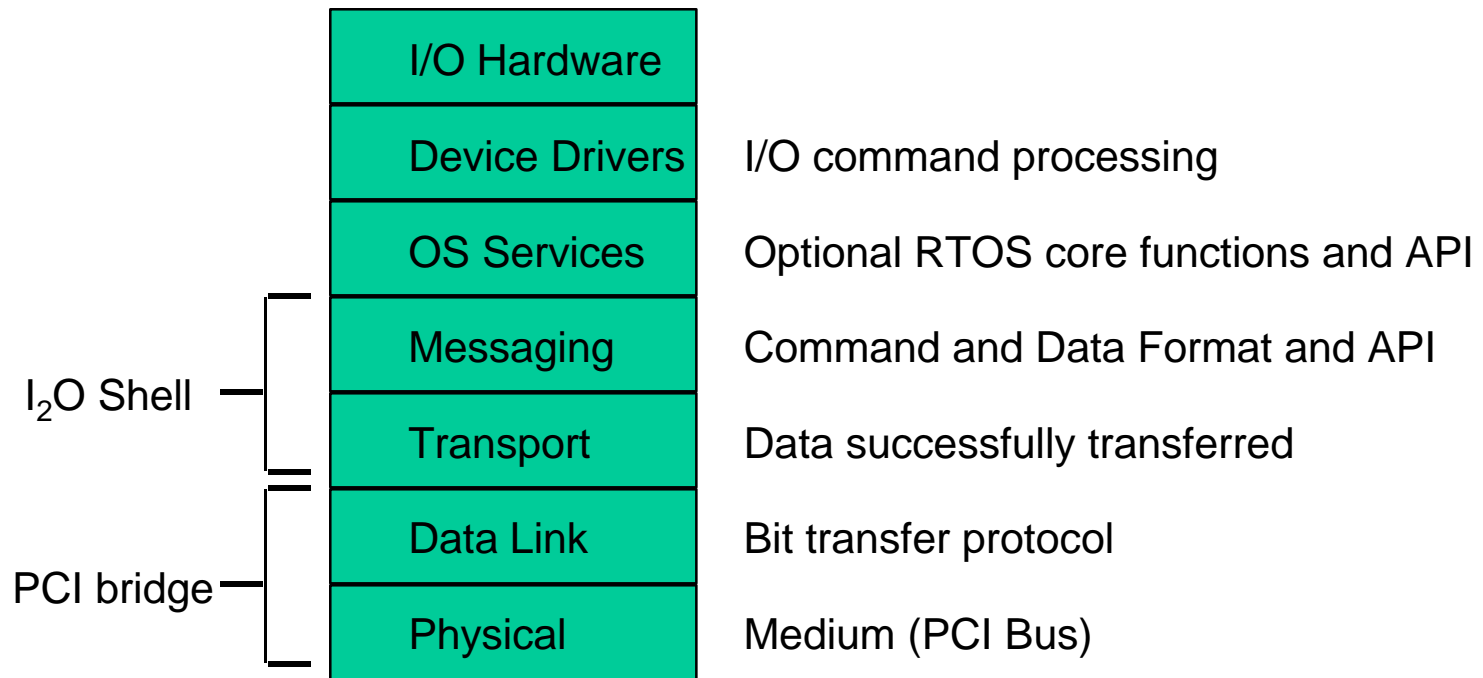 I/O Hardware
Device Drivers I/O command processing
OS Services Optional RTOS core functions and API
Messaging Command and Data Format and API
I₂O Shell
Transport Data successfully transferred
Data Link Bit transfer protocol
PCI bridge
Physical Medium (PCI Bus)